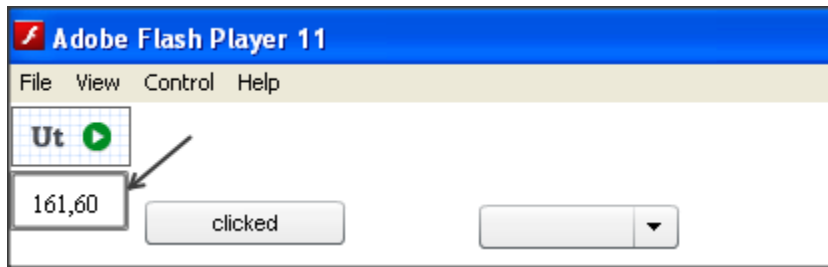 Adobe Flash Player 11
File View Control Help
Ut
161,60
clicked